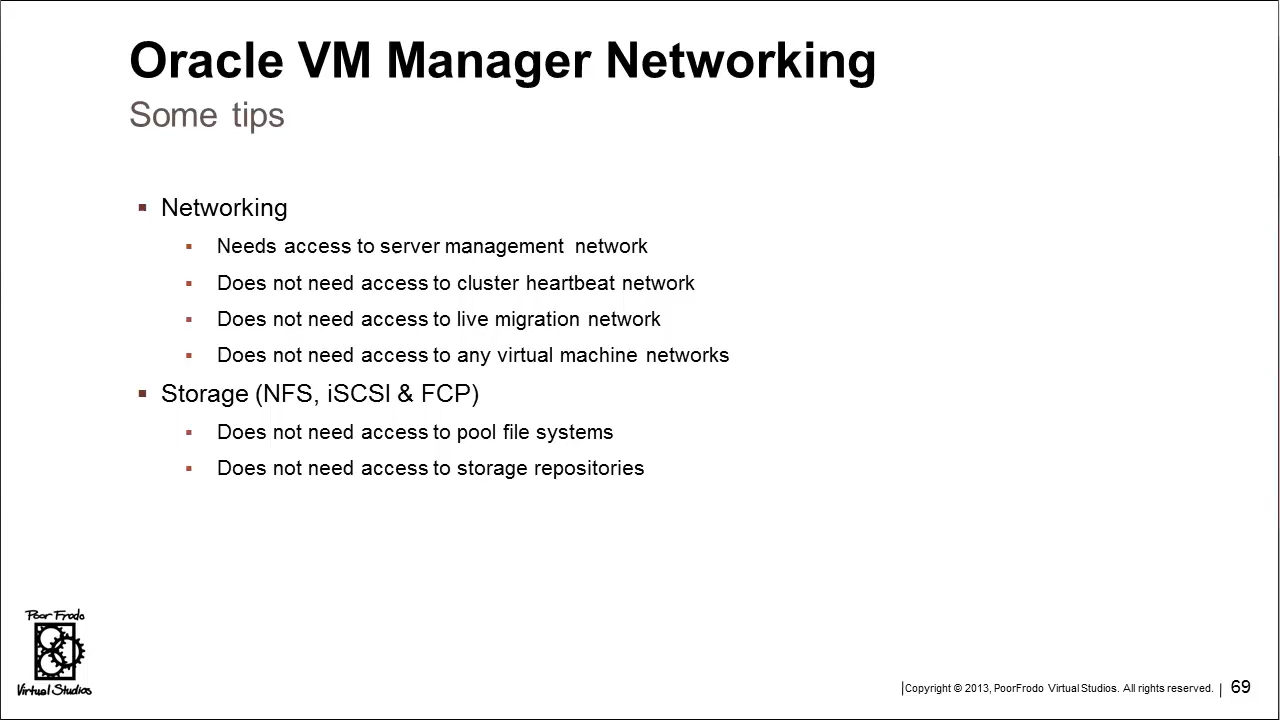 Oracle VM Manager Networking
Some tips
Networking
Needs access to server management network
Does not need access to cluster heartbeat network
Does not need access to live migration network
Does not need access to any virtual machine networks
Storage (NFS, iSCSI & FCP)
Does not need access to pool file systems
Does not need access to storage repositories
Poor Frodo
Virtual Studios
|Copyright © 2013, PoorFrodo Virtual Studios. All rights reserved. | 69